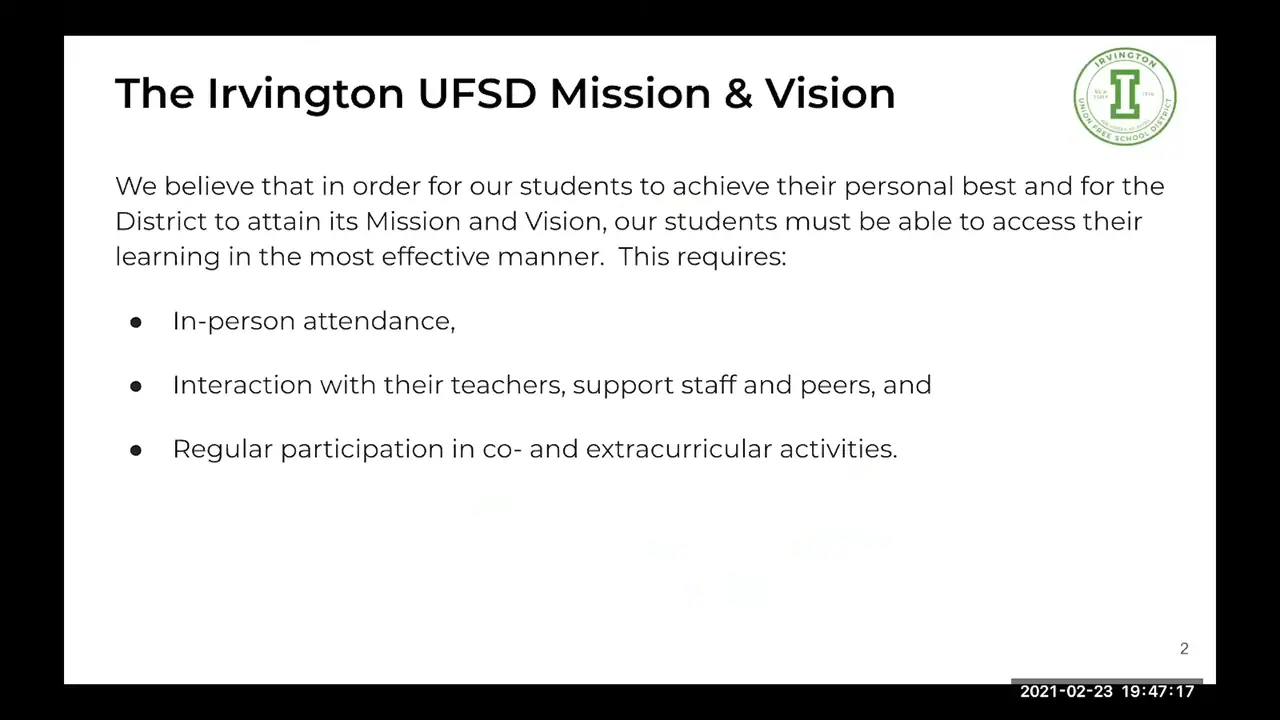 The Irvington UFSD Mission & Vision
IRVINGTON
UNION FREE SCHOOL DISTRICT
I
We believe that in order for our students to achieve their personal best and for the
District to attain its Mission and Vision, our students must be able to access their
learning in the most effective manner.  This requires:
● In-person attendance,
● Interaction with their teachers, support staff and peers, and
● Regular participation in co- and extracurricular activities.
2
2021-02-23 19:47:17